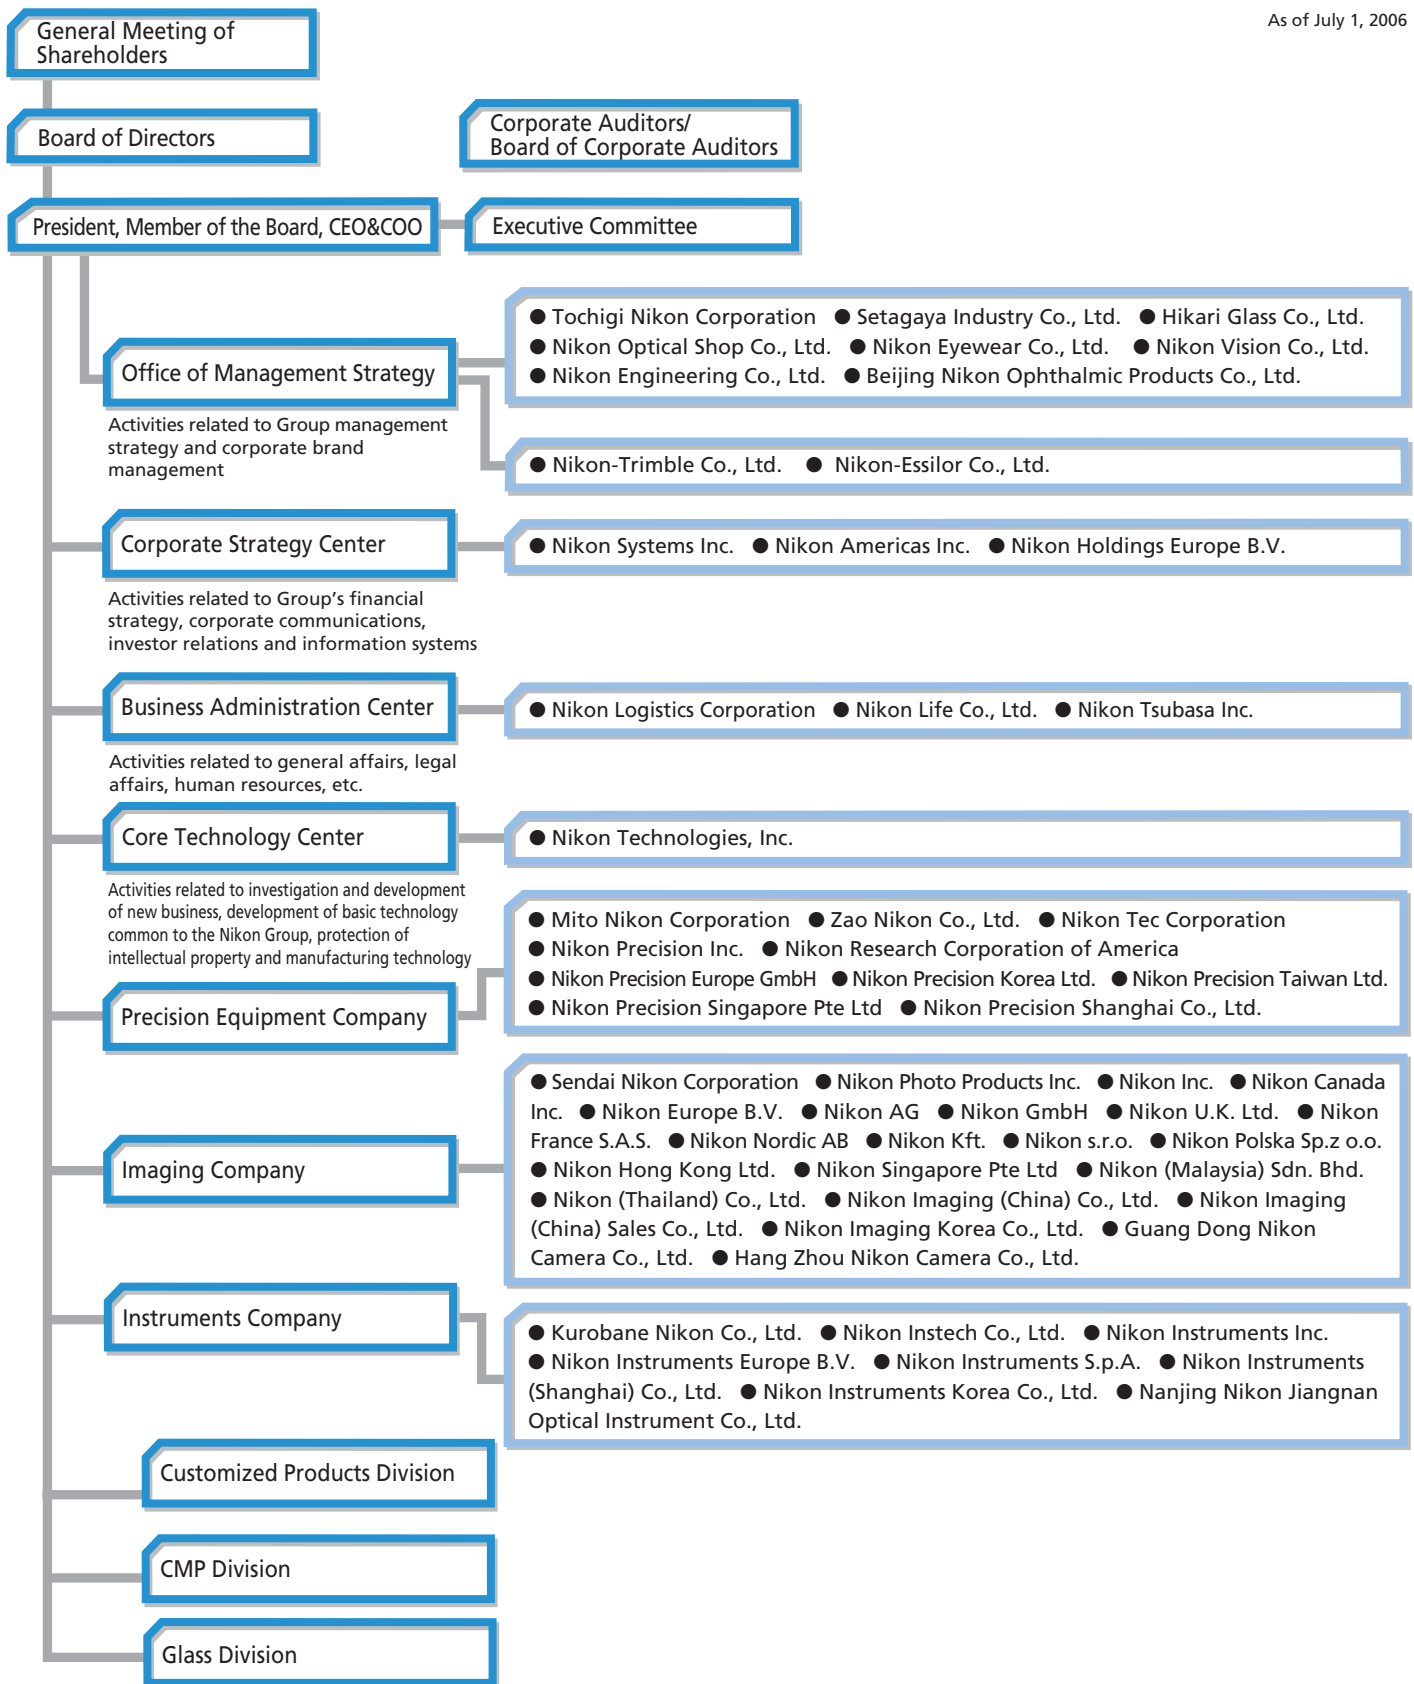 As of July 1, 2006
General Meeting of
Shareholders
Board of Directors
Corporate Auditors/
Board of Corporate Auditors
President, Member of the Board, CEO&COO
Executive Committee
Office of Management Strategy
Activities related to Group management
strategy and corporate brand
management
● Tochigi Nikon Corporation ● Setagaya Industry Co., Ltd. ● Hikari Glass Co., Ltd.
● Nikon Optical Shop Co., Ltd. ● Nikon Eyewear Co., Ltd. ● Nikon Vision Co., Ltd.
● Nikon Engineering Co., Ltd. ● Beijing Nikon Ophthalmic Products Co., Ltd.
● Nikon-Trimble Co., Ltd. ● Nikon-Essilor Co., Ltd.
Corporate Strategy Center
Activities related to Group's financial
strategy, corporate communications,
investor relations and information systems
● Nikon Systems Inc. ● Nikon Americas Inc. ● Nikon Holdings Europe B.V.
Business Administration Center
Activities related to general affairs, legal
affairs, human resources, etc.
● Nikon Logistics Corporation ● Nikon Life Co., Ltd. ● Nikon Tsubasa Inc.
Core Technology Center
Activities related to investigation and development
of new business, development of basic technology
common to the Nikon Group, protection of
intellectual property and manufacturing technology
● Nikon Technologies, Inc.
Precision Equipment Company
● Mito Nikon Corporation ● Zao Nikon Co., Ltd. ● Nikon Tec Corporation
● Nikon Precision Inc. ● Nikon Research Corporation of America
● Nikon Precision Europe GmbH ● Nikon Precision Korea Ltd. ● Nikon Precision Taiwan Ltd.
● Nikon Precision Singapore Pte Ltd ● Nikon Precision Shanghai Co., Ltd.
Imaging Company
● Sendai Nikon Corporation ● Nikon Photo Products Inc. ● Nikon Inc. ● Nikon Canada
Inc. ● Nikon Europe B.V. ● Nikon AG ● Nikon GmbH ● Nikon U.K. Ltd. ● Nikon
France S.A.S. ● Nikon Nordic AB ● Nikon Kft. ● Nikon s.r.o. ● Nikon Polska Sp.z o.o.
● Nikon Hong Kong Ltd. ● Nikon Singapore Pte Ltd ● Nikon (Malaysia) Sdn. Bhd.
● Nikon (Thailand) Co., Ltd. ● Nikon Imaging (China) Co., Ltd. ● Nikon Imaging
(China) Sales Co., Ltd. ● Nikon Imaging Korea Co., Ltd. ● Guang Dong Nikon
Camera Co., Ltd. ● Hang Zhou Nikon Camera Co., Ltd.
Instruments Company
● Kurobane Nikon Co., Ltd. ● Nikon Instech Co., Ltd. ● Nikon Instruments Inc.
● Nikon Instruments Europe B.V. ● Nikon Instruments S.p.A. ● Nikon Instruments
(Shanghai) Co., Ltd. ● Nikon Instruments Korea Co., Ltd. ● Nanjing Nikon Jiangnan
Optical Instrument Co., Ltd.
Customized Products Division
CMP Division
Glass Division